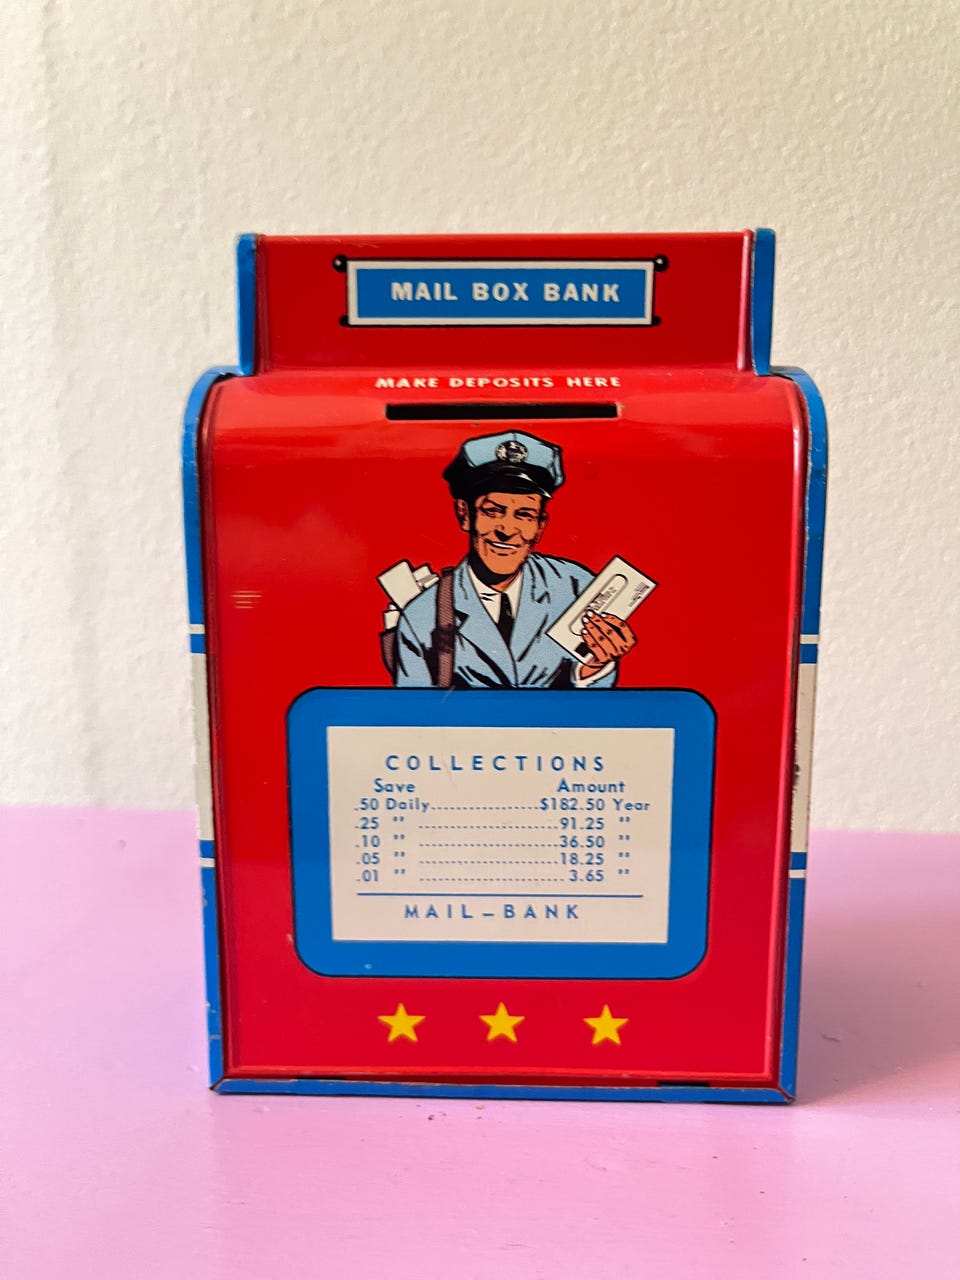 MAIL BOX BANK
MAKE DEPOSITS HERE
COLLECTIONS
Save Amount
.50 Daily..................$182.50 Year
.25 " ........................91.25 "
.10 " ........................36.50 "
.05 " ........................18.25 "
.01 " ......................... 3.65 "
MAIL–BANK